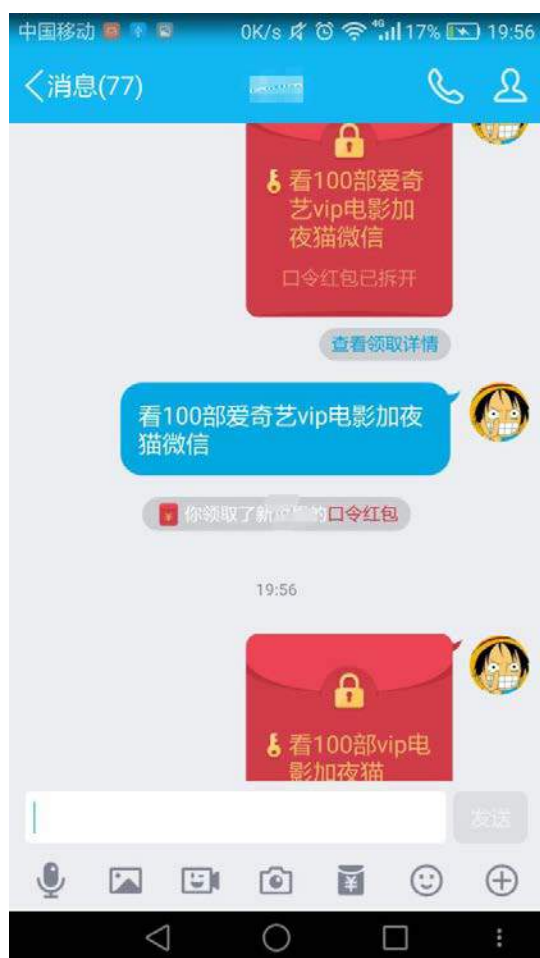 中国移动 0K/s 4G 17% 19:56
消息(77)
看100部爱奇
艺vip电影加
夜猫微信
口令红包已拆开
查看领取详情
看100部爱奇艺vip电影加夜
猫微信
你领取了新 的口令红包
19:56
看100部vip电
影加夜猫
发送